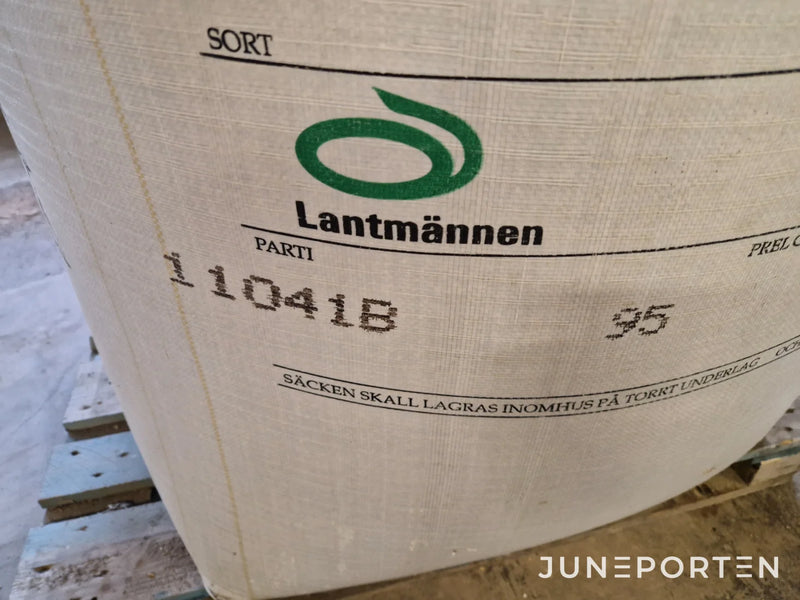 SORT
Lantmännen
PARTI
PREL
11041B
95
SÄCKEN SKALL LAGRAS INOMHUS PÅ TORRT UNDERLAG
JUNEPORTEN